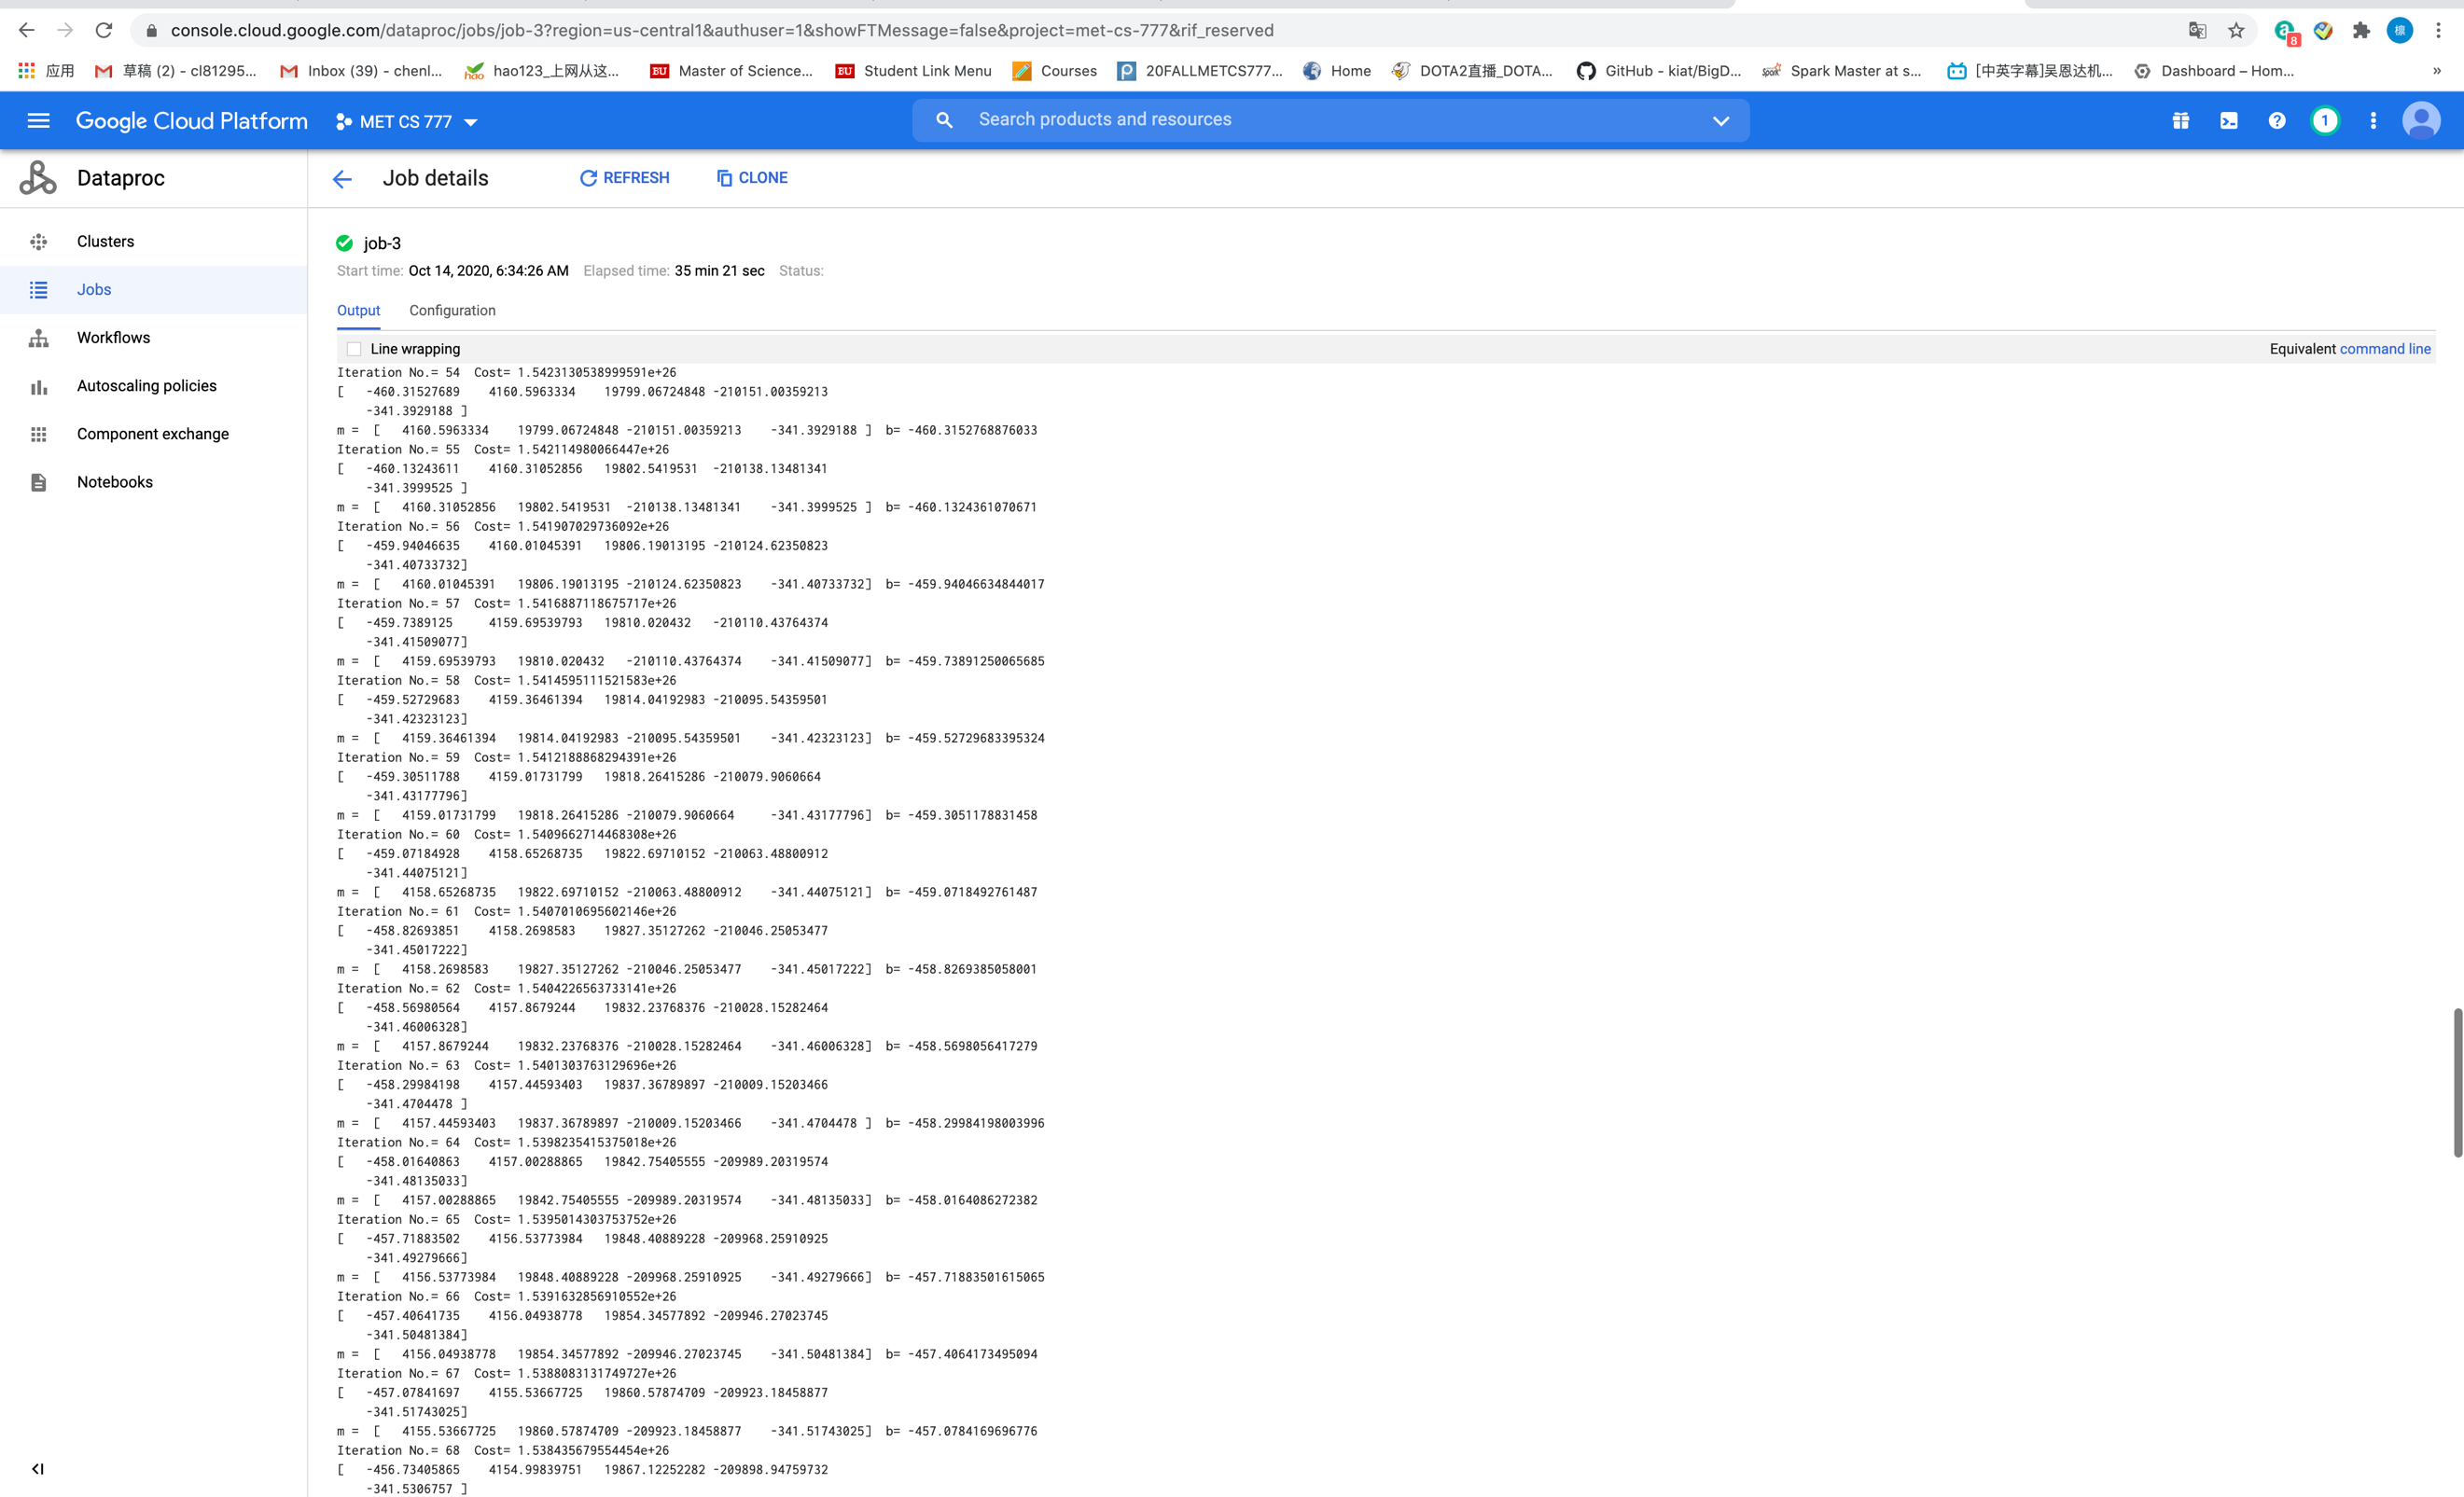 console.cloud.google.com/dataproc/jobs/job-3?region=us-central1&authuser=1&showFTMessage=false&project=met-cs-777&rif_reserved
8
標
应用 草稿 (2) - cl81295... Inbox (39) - chenl... hao123_上网从这... Master of Science... Student Link Menu Courses 20FALLMETCS777... Home DOTA2直播_DOTA... GitHub - kiat/BigD... Spark Master at s... [中英字幕]吴恩达机... Dashboard – Hom... »
Google Cloud Platform MET CS 777 Search products and resources 1
Dataproc
Job details REFRESH CLONE
Clusters
Jobs
Workflows
Autoscaling policies
Component exchange
Notebooks
job-3
Start time: Oct 14, 2020, 6:34:26 AM Elapsed time: 35 min 21 sec Status:
Output Configuration
Line wrapping Equivalent command line
Iteration No.= 54 Cost= 1.5423130538999591e+26
[ -460.31527689 4160.5963334 19799.06724848 -210151.00359213
-341.3929188 ]
m = [ 4160.5963334 19799.06724848 -210151.00359213 -341.3929188 ] b= -460.3152768876033
Iteration No.= 55 Cost= 1.542114980066447e+26
[ -460.13243611 4160.31052856 19802.5419531 -210138.13481341
-341.3999525 ]
m = [ 4160.31052856 19802.5419531 -210138.13481341 -341.3999525 ] b= -460.1324361070671
Iteration No.= 56 Cost= 1.541907029736092e+26
[ -459.94046635 4160.01045391 19806.19013195 -210124.62350823
-341.40733732]
m = [ 4160.01045391 19806.19013195 -210124.62350823 -341.40733732] b= -459.94046634844017
Iteration No.= 57 Cost= 1.5416887118675717e+26
[ -459.7389125 4159.69539793 19810.020432 -210110.43764374
-341.41509077]
m = [ 4159.69539793 19810.020432 -210110.43764374 -341.41509077] b= -459.73891250065685
Iteration No.= 58 Cost= 1.5414595111521583e+26
[ -459.52729683 4159.36461394 19814.04192983 -210095.54359501
-341.42323123]
m = [ 4159.36461394 19814.04192983 -210095.54359501 -341.42323123] b= -459.52729683395324
Iteration No.= 59 Cost= 1.5412188868294391e+26
[ -459.30511788 4159.01731799 19818.26415286 -210079.9060664
-341.43177796]
m = [ 4159.01731799 19818.26415286 -210079.9060664 -341.43177796] b= -459.3051178831458
Iteration No.= 60 Cost= 1.5409662714468308e+26
[ -459.07184928 4158.65268735 19822.69710152 -210063.48800912
-341.44075121]
m = [ 4158.65268735 19822.69710152 -210063.48800912 -341.44075121] b= -459.0718492761487
Iteration No.= 61 Cost= 1.5407010695602146e+26
[ -458.82693851 4158.2698583 19827.35127262 -210046.25053477
-341.45017222]
m = [ 4158.2698583 19827.35127262 -210046.25053477 -341.45017222] b= -458.8269385058001
Iteration No.= 62 Cost= 1.5404226563733141e+26
[ -458.56980564 4157.8679244 19832.23768376 -210028.15282464
-341.46006328]
m = [ 4157.8679244 19832.23768376 -210028.15282464 -341.46006328] b= -458.5698056417279
Iteration No.= 63 Cost= 1.5401303763129696e+26
[ -458.29984198 4157.44593403 19837.36789897 -210009.15203466
-341.4704478 ]
m = [ 4157.44593403 19837.36789897 -210009.15203466 -341.4704478 ] b= -458.29984198003996
Iteration No.= 64 Cost= 1.5398235415375018e+26
[ -458.01640863 4157.00288865 19842.75405555 -209989.20319574
-341.48135033]
m = [ 4157.00288865 19842.75405555 -209989.20319574 -341.48135033] b= -458.0164086272382
Iteration No.= 65 Cost= 1.5395014303753752e+26
[ -457.71883502 4156.53773984 19848.40889228 -209968.25910925
-341.49279666]
m = [ 4156.53773984 19848.40889228 -209968.25910925 -341.49279666] b= -457.71883501615065
Iteration No.= 66 Cost= 1.5391632856910552e+26
[ -457.40641735 4156.04938778 19854.34577892 -209946.27023745
-341.50481384]
m = [ 4156.04938778 19854.34577892 -209946.27023745 -341.50481384] b= -457.4064173495094
Iteration No.= 67 Cost= 1.5388083131749727e+26
[ -457.07841697 4155.53667725 19860.57874709 -209923.18458877
-341.51743025]
m = [ 4155.53667725 19860.57874709 -209923.18458877 -341.51743025] b= -457.0784169696776
Iteration No.= 68 Cost= 1.538435679554454e+26
[ -456.73405865 4154.99839751 19867.12252282 -209898.94759732
-341.5306757 ]